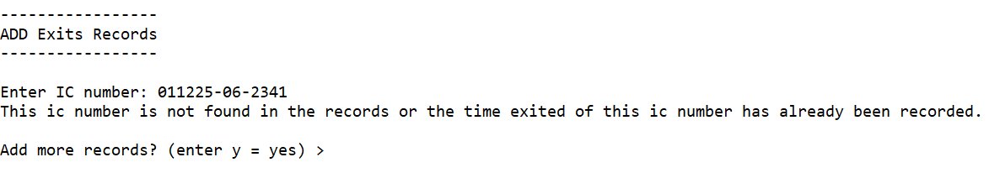 -----------------
ADD Exits Records
-----------------
Enter IC number: 011225-06-2341
This ic number is not found in the records or the time exited of this ic number has already been recorded.
Add more records? (enter y = yes) >